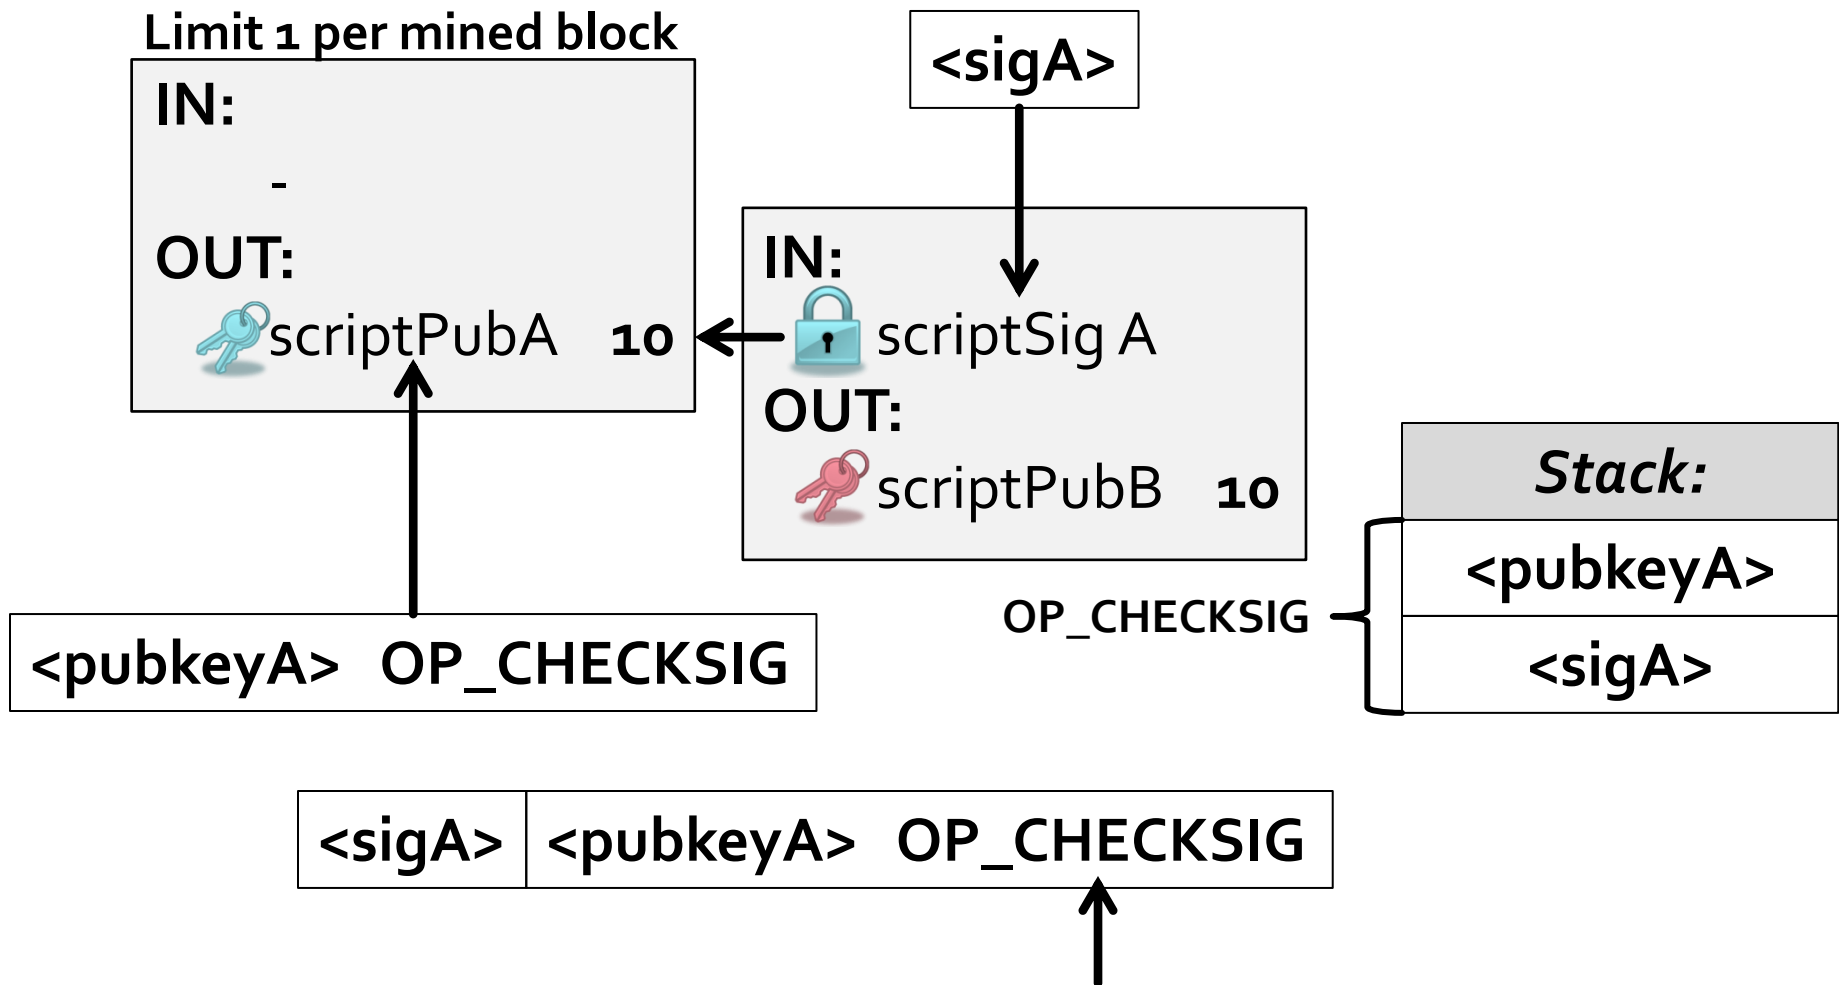 Limit 1 per mined block
IN:
-
OUT:
scriptPubA 10
<sigA>
IN:
scriptSig A
OUT:
scriptPubB 10
<pubkeyA> OP_CHECKSIG
OP_CHECKSIG
Stack:
<pubkeyA>
<sigA>
<sigA> <pubkeyA> OP_CHECKSIG